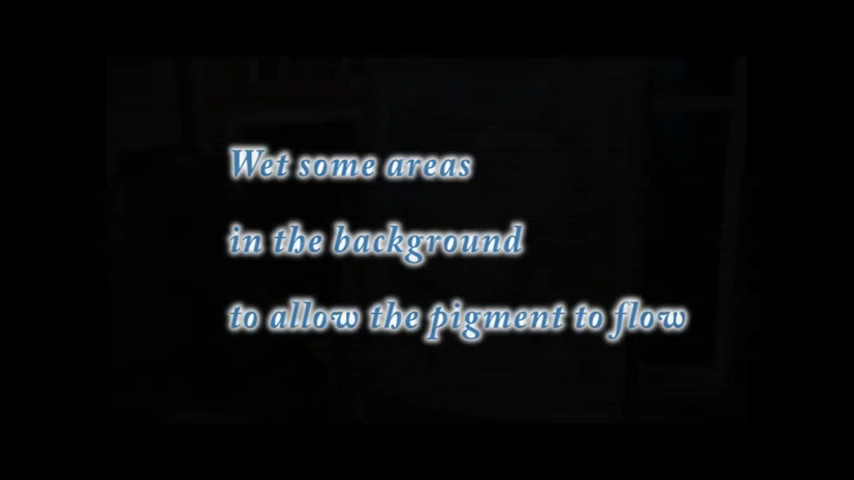 Wet some areas
in the background
to allow the pigment to flow